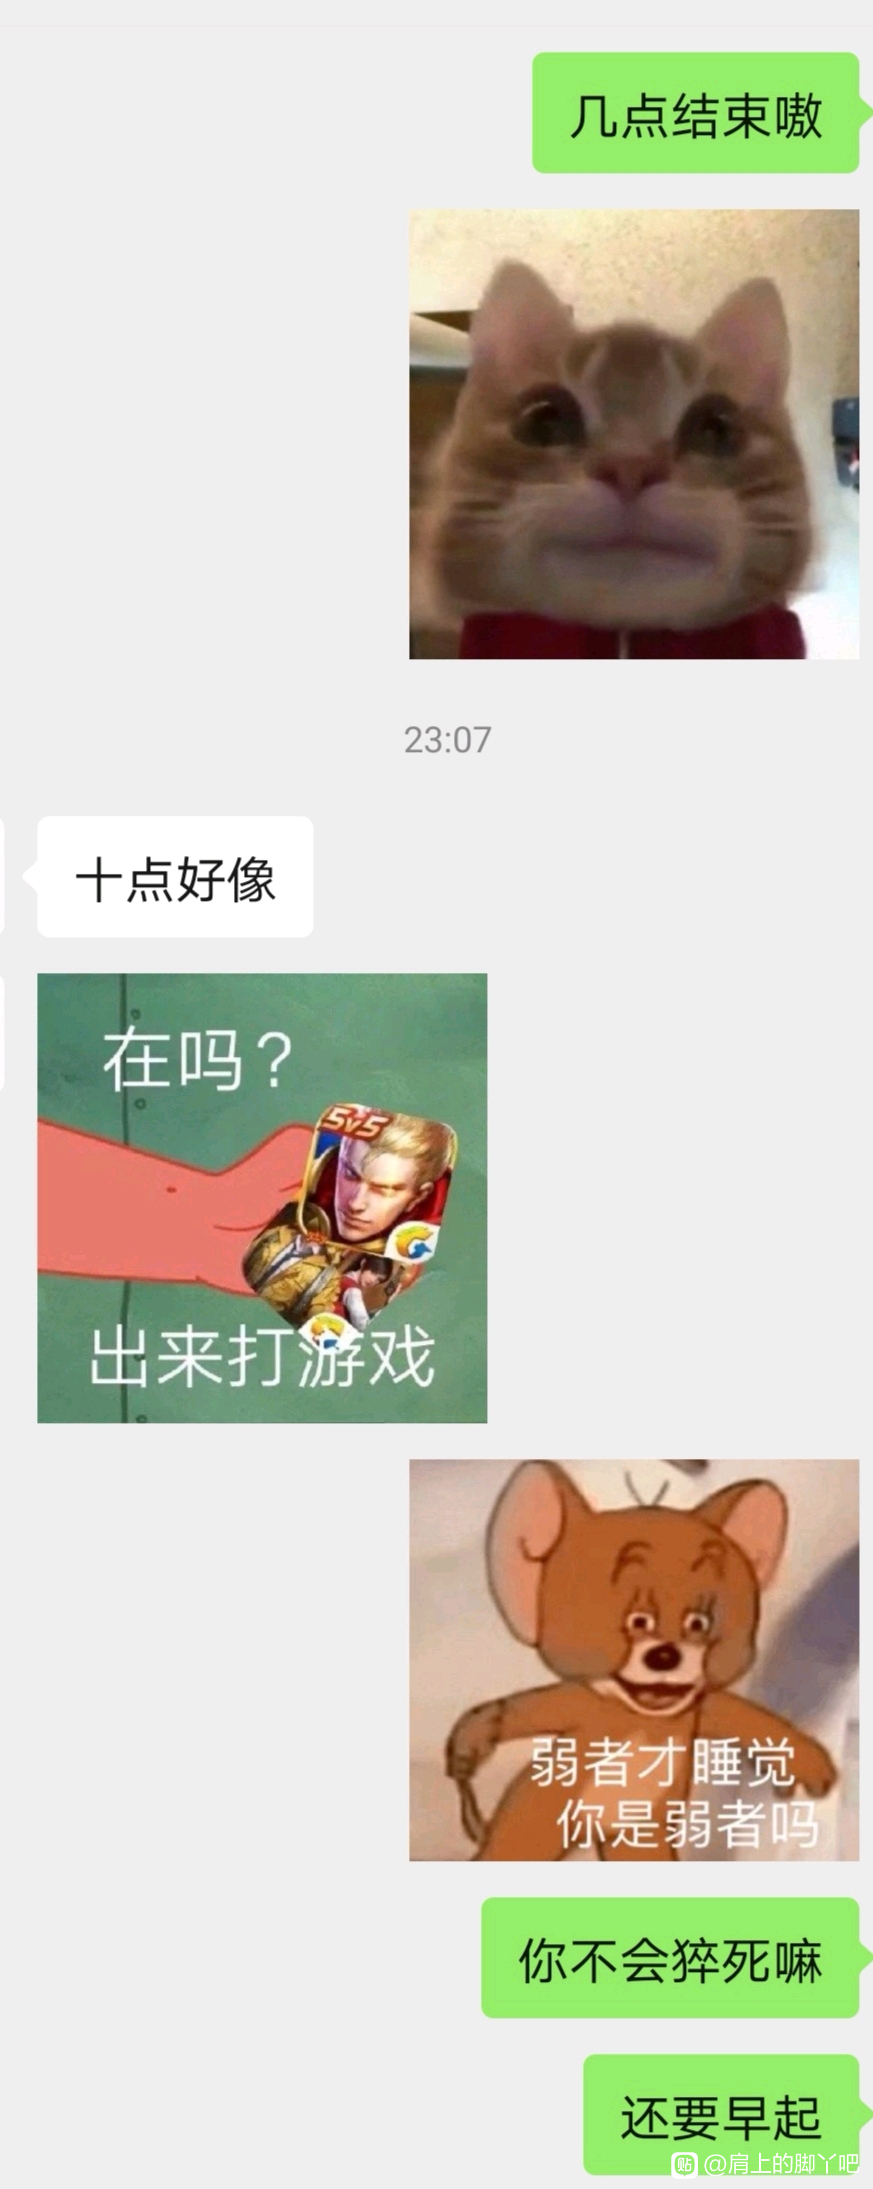 几点结束嗷
23:07
十点好像
在吗？
5v5
出来打游戏
弱者才睡觉
你是弱者吗
你不会猝死嘛
还要早起
贴 @肩上的脚丫吧